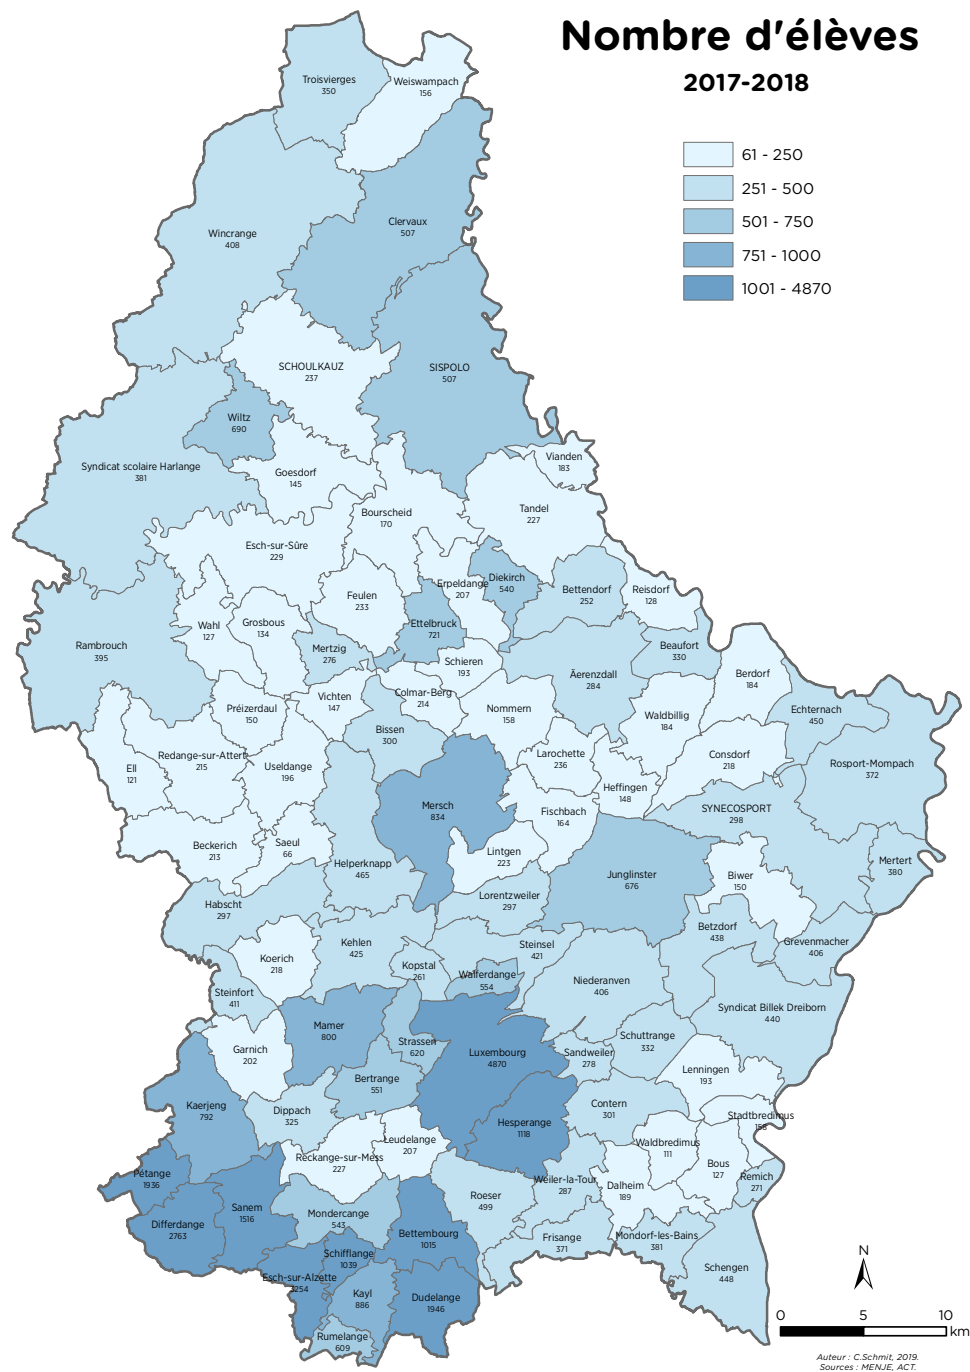 Nombre d'élèves
2017-2018
61 - 250
251 - 500
501 - 750
751 - 1000
1001 - 4870
Troisvierges
350
Weiswampach
156
Clervaux
507
Wincrange
408
SCHOULKAUZ
237
SISPOLO
507
Wiltz
690
Syndicat scolaire Harlange
381
Goesdorf
145
Vianden
183
Bourscheid
170
Tandel
227
Esch-sur-Sûre
229
Erpeldange
207
Diekirch
540
Bettendorf
252
Reisdorf
128
Feulen
233
Wahl
127
Grosbous
134
Ettelbruck
721
Rambrouch
395
Mertzig
276
Schieren
193
Äerenzdall
284
Beaufort
330
Berdorf
184
Colmar-Berg
214
Vichten
147
Préizerdaul
150
Nommern
158
Waldbillig
184
Echternach
450
Bissen
300
Redange-sur-Attert
215
Ell
121
Useldange
196
Larochette
236
Consdorf
218
Rosport-Mompach
372
Heffingen
148
Mersch
834
Fischbach
164
SYNECOSPORT
298
Beckerich
213
Saeul
66
Helperknapp
465
Lintgen
223
Junglinster
676
Biwer
150
Mertert
380
Habscht
297
Lorentzweiler
297
Betzdorf
438
Grevenmacher
406
Koerich
218
Kehlen
425
Steinsel
421
Kopstal
261
Walferdange
554
Niederanven
406
Steinfort
411
Syndicat Billek Dreiborn
440
Mamer
800
Strassen
620
Luxembourg
4870
Schuttrange
332
Sandweiler
278
Garnich
202
Lenningen
193
Bertrange
551
Kaerjeng
792
Dippach
325
Contern
301
Hesperange
1118
Stadtbredimus
158
Leudelange
207
Reckange-sur-Mess
227
Waldbredimus
111
Bous
127
Pétange
1936
Weiler-la-Tour
287
Dalheim
189
Remich
271
Sanem
1516
Mondercange
543
Roeser
499
Differdange
2763
Bettembourg
1015
Frisange
371
Mondorf-les-Bains
381
Schifflange
1039
Esch-sur-Alzette
3254
Schengen
448
Kayl
886
Dudelange
1946
Rumelange
609
N
0 5 10
km
Auteur : C.Schmit, 2019.
Sources : MENJE, ACT.